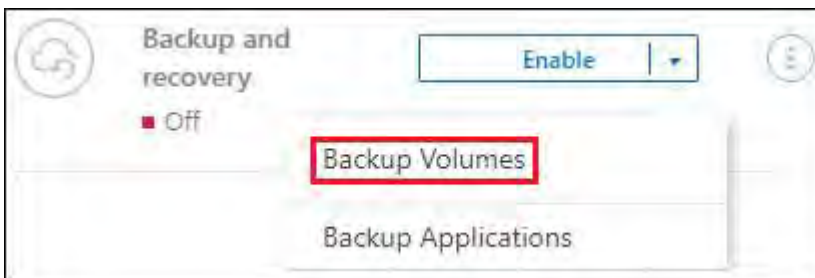 Backup and
recovery
Enable
Off
Backup Volumes
Backup Applications